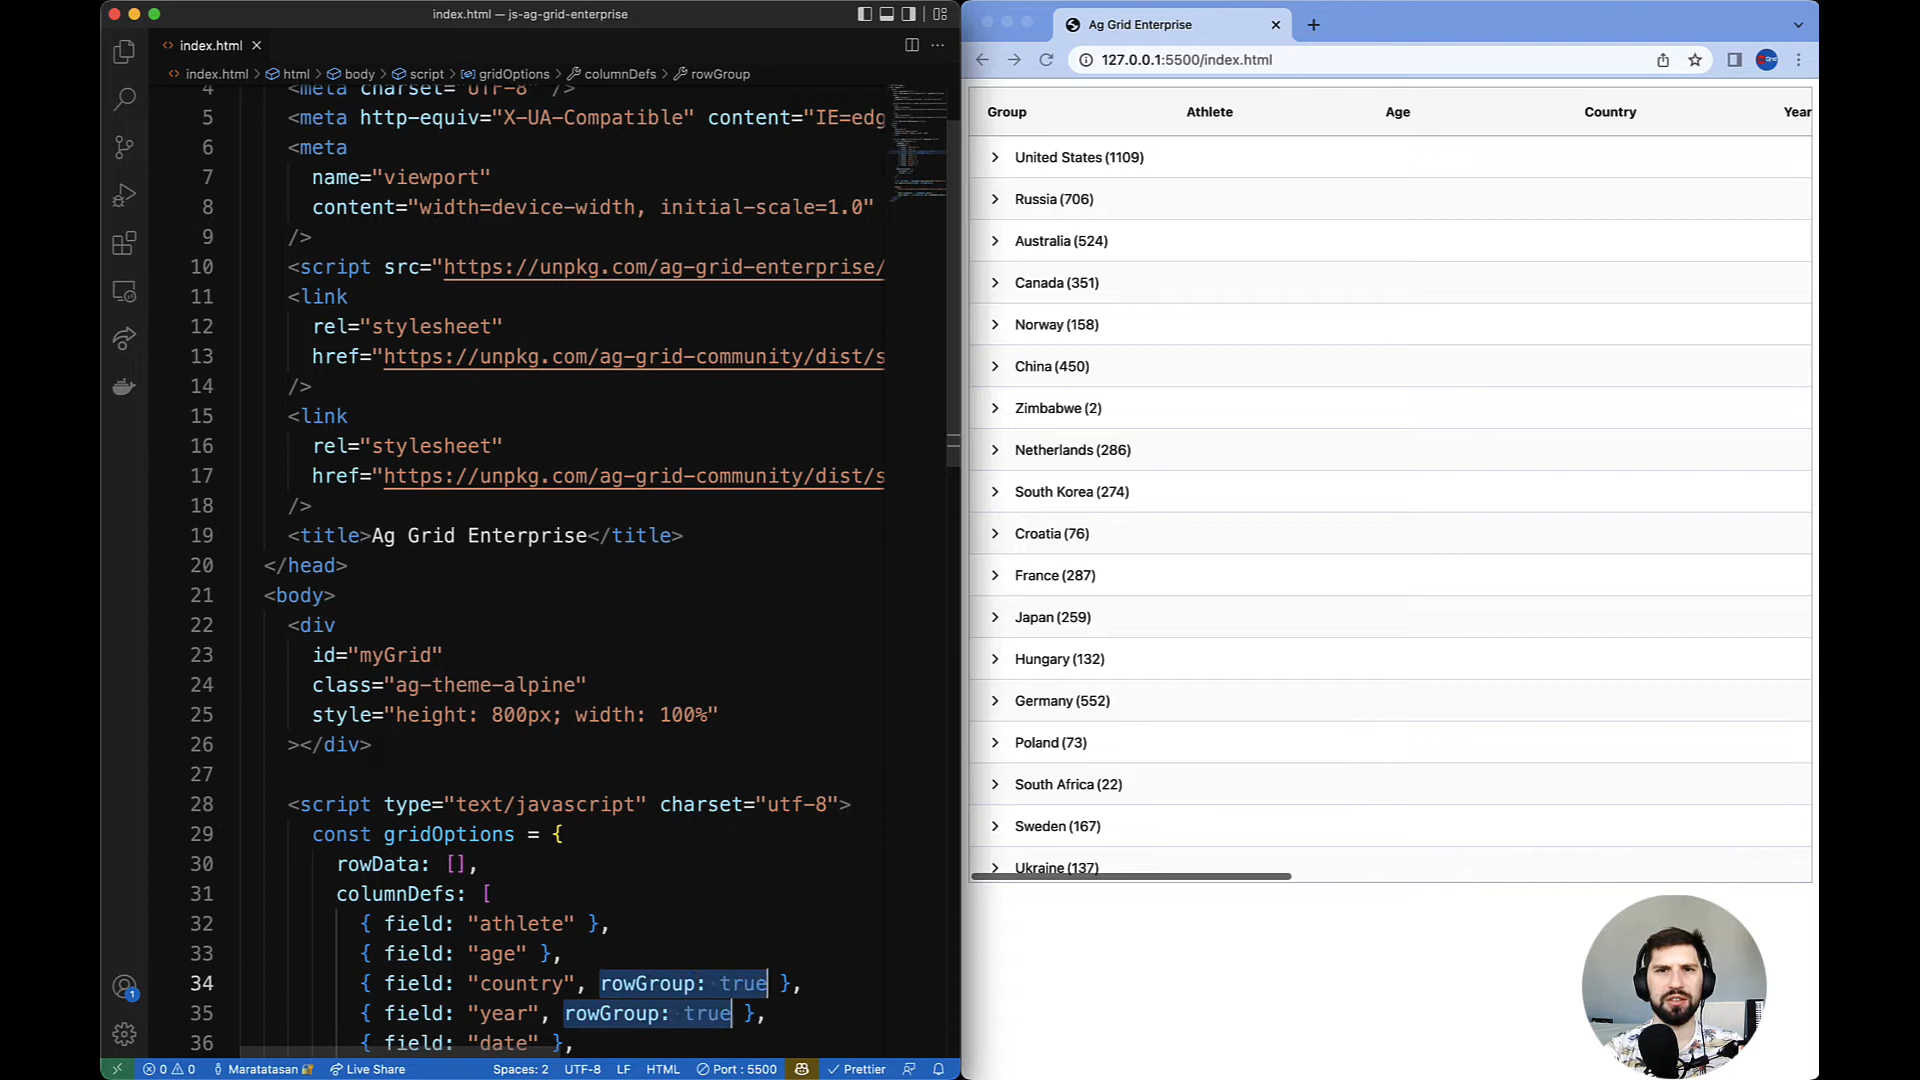 index.html — js-ag-grid-enterprise
index.html
index.html > html > body > script > gridOptions > columnDefs > rowGroup
4 <meta charset="UTF-8" />
5 <meta http-equiv="X-UA-Compatible" content="IE=edg
6 <meta
7 name="viewport"
8 content="width=device-width, initial-scale=1.0"
9 />
10 <script src="https://unpkg.com/ag-grid-enterprise/
11 <link
12 rel="stylesheet"
13 href="https://unpkg.com/ag-grid-community/dist/s
14 />
15 <link
16 rel="stylesheet"
17 href="https://unpkg.com/ag-grid-community/dist/s
18 />
19 <title>Ag Grid Enterprise</title>
20 </head>
21 <body>
22 <div
23 id="myGrid"
24 class="ag-theme-alpine"
25 style="height: 800px; width: 100%"
26 ></div>
27
28 <script type="text/javascript" charset="utf-8">
29 const gridOptions = {
30 rowData: [],
31 columnDefs: [
32 { field: "athlete" },
33 { field: "age" },
34 { field: "country", rowGroup: true },
35 { field: "year", rowGroup: true },
36 { field: "date" },
1
0 0 Maratatasan Live Share Spaces: 2 UTF-8 LF HTML Port : 5500 Prettier
Ag Grid Enterprise
127.0.0.1:5500/index.html
Group Athlete Age Country Year
United States (1109)
Russia (706)
Australia (524)
Canada (351)
Norway (158)
China (450)
Zimbabwe (2)
Netherlands (286)
South Korea (274)
Croatia (76)
France (287)
Japan (259)
Hungary (132)
Germany (552)
Poland (73)
South Africa (22)
Sweden (167)
Ukraine (137)